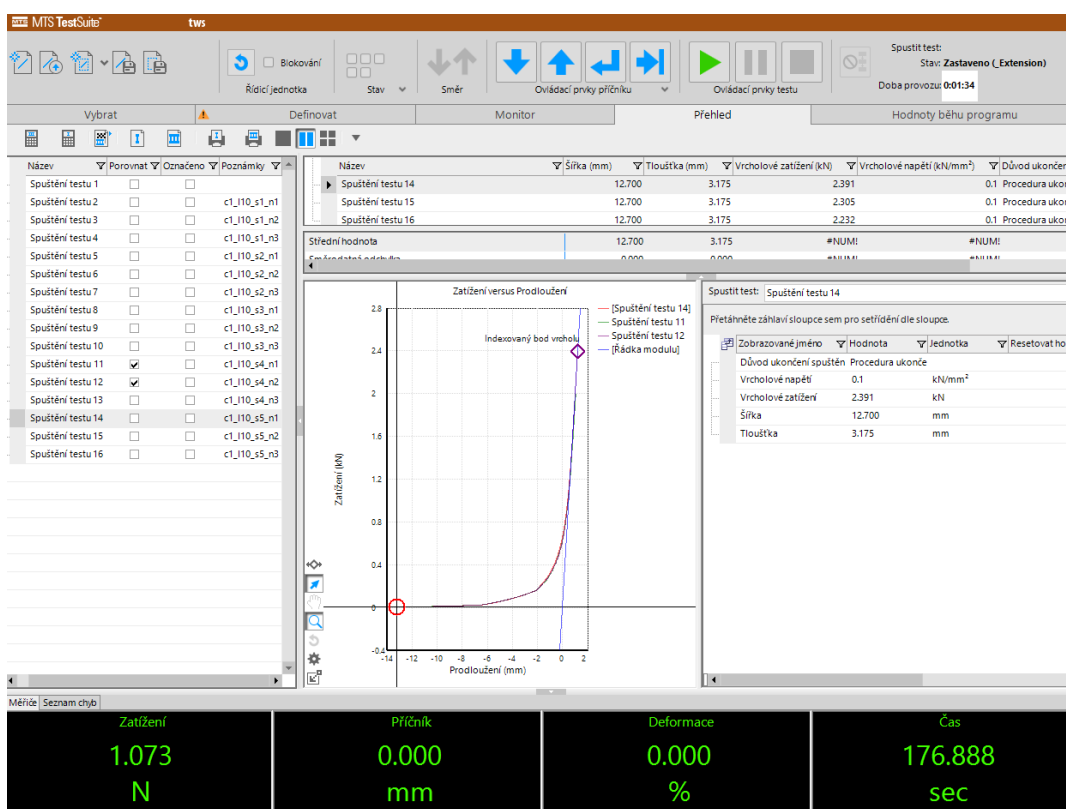 MTS TestSuite™ tws
Blokování
Řídicí jednotka
Stav
Směr
Ovládací prvky příčníku
Ovládací prvky testu
Spustit test:
Stav: Zastaveno (_Extension)
Doba provozu: 0:01:34
Vybrat Definovat Monitor Přehled Hodnoty běhu programu
Název Porovnat Označeno Poznámky
Spuštění testu 1
Spuštění testu 2 c1_l10_s1_n1
Spuštění testu 3 c1_l10_s1_n2
Spuštění testu 4 c1_l10_s1_n3
Spuštění testu 5 c1_l10_s2_n1
Spuštění testu 6 c1_l10_s2_n2
Spuštění testu 7 c1_l10_s2_n3
Spuštění testu 8 c1_l10_s3_n1
Spuštění testu 9 c1_l10_s3_n2
Spuštění testu 10 c1_l10_s3_n3
Spuštění testu 11 c1_l10_s4_n1
Spuštění testu 12 c1_l10_s4_n2
Spuštění testu 13 c1_l10_s4_n3
Spuštění testu 14 c1_l10_s5_n1
Spuštění testu 15 c1_l10_s5_n2
Spuštění testu 16 c1_l10_s5_n3
Název Šířka (mm) Tloušťka (mm) Vrcholové zatížení (kN) Vrcholové napětí (kN/mm²) Důvod ukončen
Spuštění testu 14 12.700 3.175 2.391 0.1 Procedura ukon
Spuštění testu 15 12.700 3.175 2.305 0.1 Procedura ukon
Spuštění testu 16 12.700 3.175 2.232 0.1 Procedura ukon
Střední hodnota 12.700 3.175 #NUM! #NUM!
Směrodatná odchylka 0.000 0.000 #NUM! #NUM!
Zatížení versus Prodloužení
[Spuštění testu 14]
Spuštění testu 11
Spuštění testu 12
[Řádka modulu]
Indexovaný bod vrcholu
Zatížení (kN)
2.8
2.4
2
1.6
1.2
0.8
0.4
0
-0.4
-14 -12 -10 -8 -6 -4 -2 0 2
Prodloužení (mm)
Spustit test: Spuštění testu 14
Přetáhněte záhlaví sloupce sem pro setřídění dle sloupce.
Zobrazované jméno Hodnota Jednotka Resetovat ho
Důvod ukončení spuštěn Procedura ukonče
Vrcholové napětí 0.1 kN/mm²
Vrcholové zatížení 2.391 kN
Šířka 12.700 mm
Tloušťka 3.175 mm
Měřiče Seznam chyb
Zatížení Příčník Deformace Čas
1.073 0.000 0.000 176.888
N mm % sec